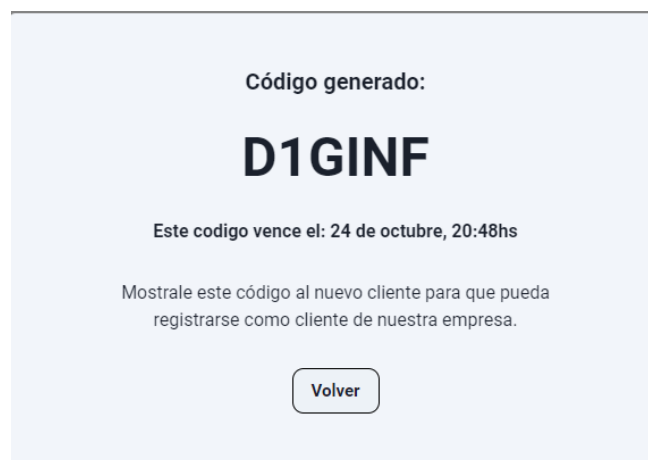 Código generado:
D1GINF
Este codigo vence el: 24 de octubre, 20:48hs
Mostrale este código al nuevo cliente para que pueda
registrarse como cliente de nuestra empresa.
Volver